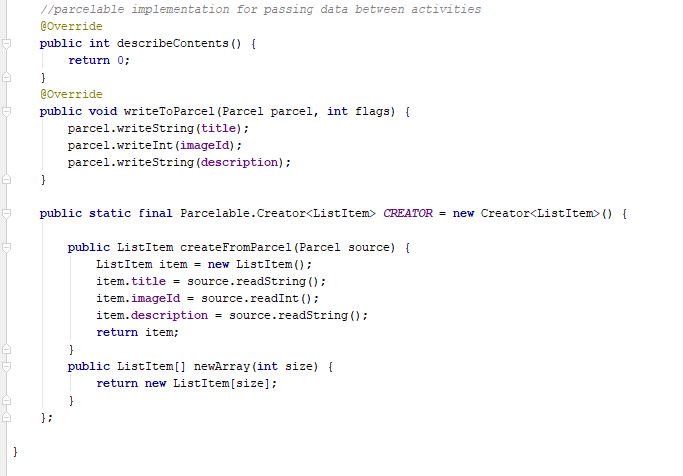 //parcelable implementation for passing data between activities
@Override
public int describeContents() {
return 0;
}
@Override
public void writeToParcel(Parcel parcel, int flags) {
parcel.writeString(title);
parcel.writeInt(imageId);
parcel.writeString(description);
}
public static final Parcelable.Creator<ListItem> CREATOR = new Creator<ListItem>() {
public ListItem createFromParcel(Parcel source) {
ListItem item = new ListItem();
item.title = source.readString();
item.imageId = source.readInt();
item.description = source.readString();
return item;
}
public ListItem[] newArray(int size) {
return new ListItem[size];
}
};
}